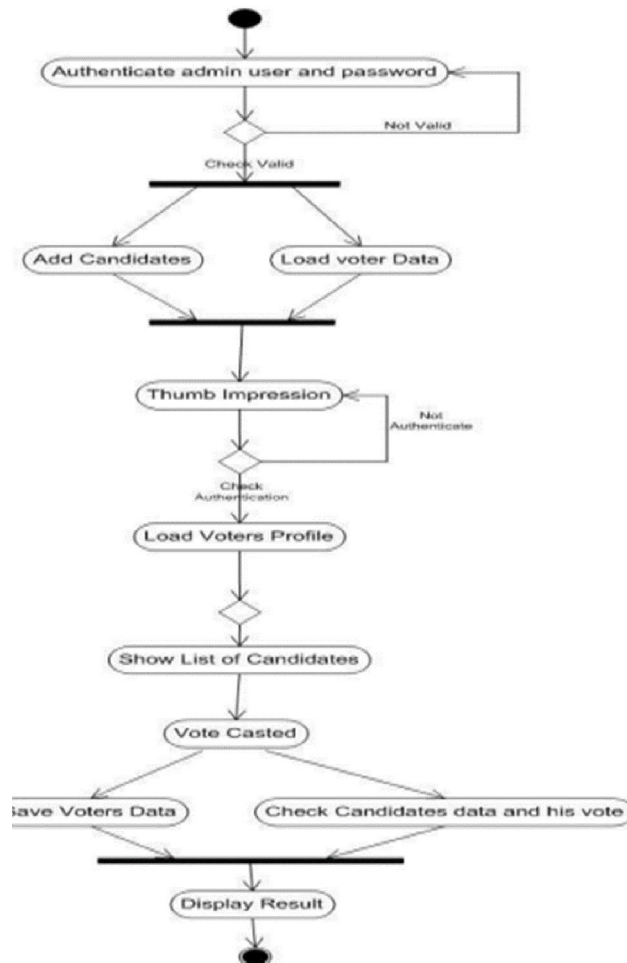 Authenticate admin user and password
Not Valid
Check Valid
Add Candidates
Load voter Data
Thumb Impression
Not
Authenticate
Check
Authentication
Load Voters Profile
Show List of Candidates
Vote Casted
Save Voters Data
Check Candidates data and his vote
Display Result